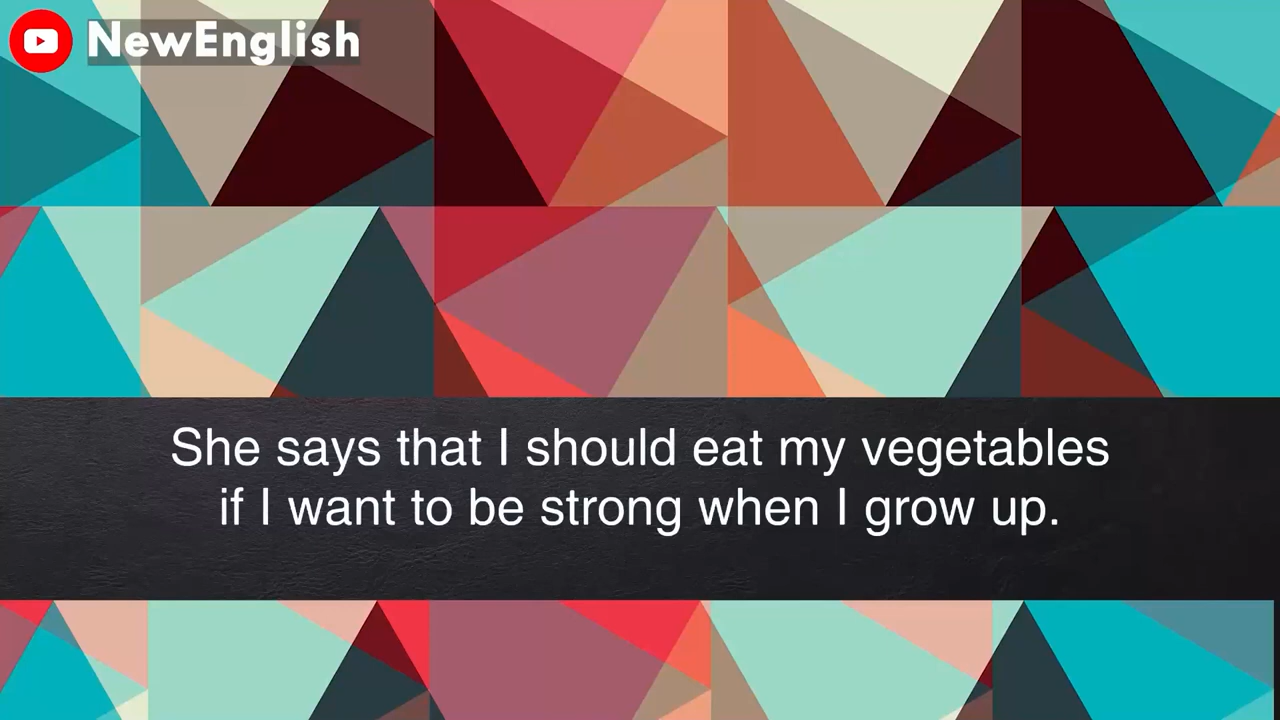 NewEnglish
She says that I should eat my vegetables
if I want to be strong when I grow up.